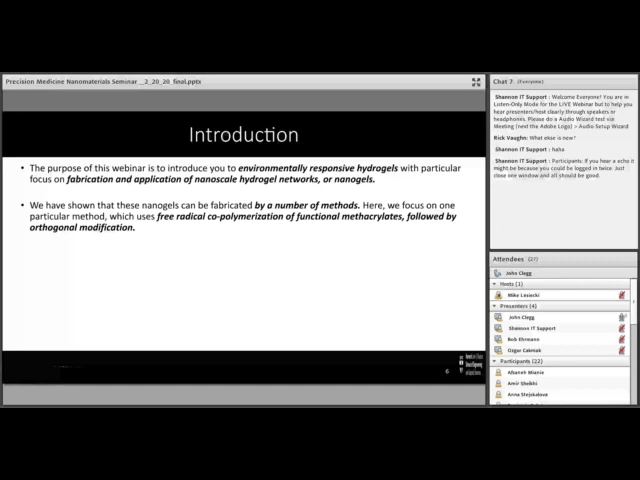 Precision Medicine Nanomaterials Seminar__2_20_20_final.pptx
Introduction
• The purpose of this webinar is to introduce you to environmentally responsive hydrogels with particular
focus on fabrication and application of nanoscale hydrogel networks, or nanogels.
• We have shown that these nanogels can be fabricated by a number of methods. Here, we focus on one
particular method, which uses free radical co-polymerization of functional methacrylates, followed by
orthogonal modification.
6
Chat 7 (Everyone)
Shannon IT Support : Welcome Everyone! You are in
Listen-Only Mode for the LIVE Webinar but to help you
hear presenters/host clearly through speakers or
headphones. Please do a Audio Wizard test via
Meeting (next the Adobe Logo) > Audio Setup Wizard
Rick Vaughn: What else is new?
Shannon IT Support : haha
Shannon IT Support : Participants: If you hear a echo it
might be because you could be logged in twice. Just
close one window and all should be good.
Attendees (27)
John Clegg
Hosts (1)
Mike Lesiecki
Presenters (4)
John Clegg
Shannon IT Support
Bob Ehrmann
Ozgur Cakmak
Participants (22)
Amir Sheikhi
Anna Stejskalova